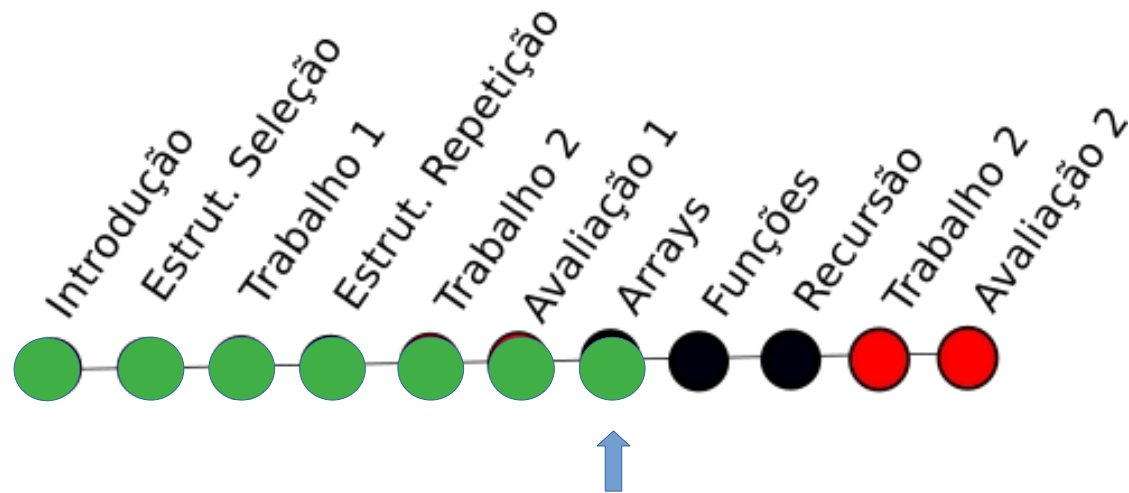 Introdução
Estrut. Seleção
Trabalho 1
Estrut. Repetição
Trabalho 2
Avaliação 1
Arrays
Funções
Recursão
Trabalho 2
Avaliação 2